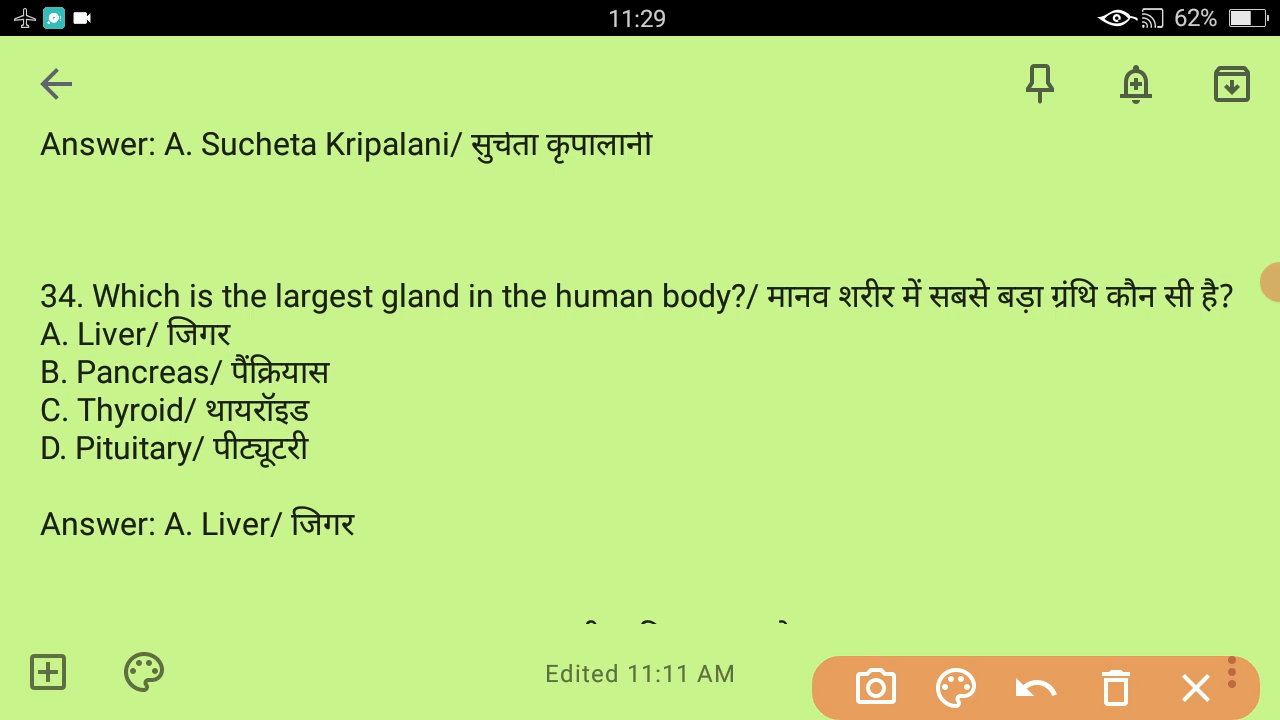 11:29
62%
Answer: A. Sucheta Kripalani/ सुचेता कृपालानी
34. Which is the largest gland in the human body?/ मानव शरीर में सबसे बड़ा ग्रंथि कौन सी है?
A. Liver/ जिगर
B. Pancreas/ पैंक्रियास
C. Thyroid/ थायरॉइड
D. Pituitary/ पीट्यूटरी
Answer: A. Liver/ जिगर
Edited 11:11 AM